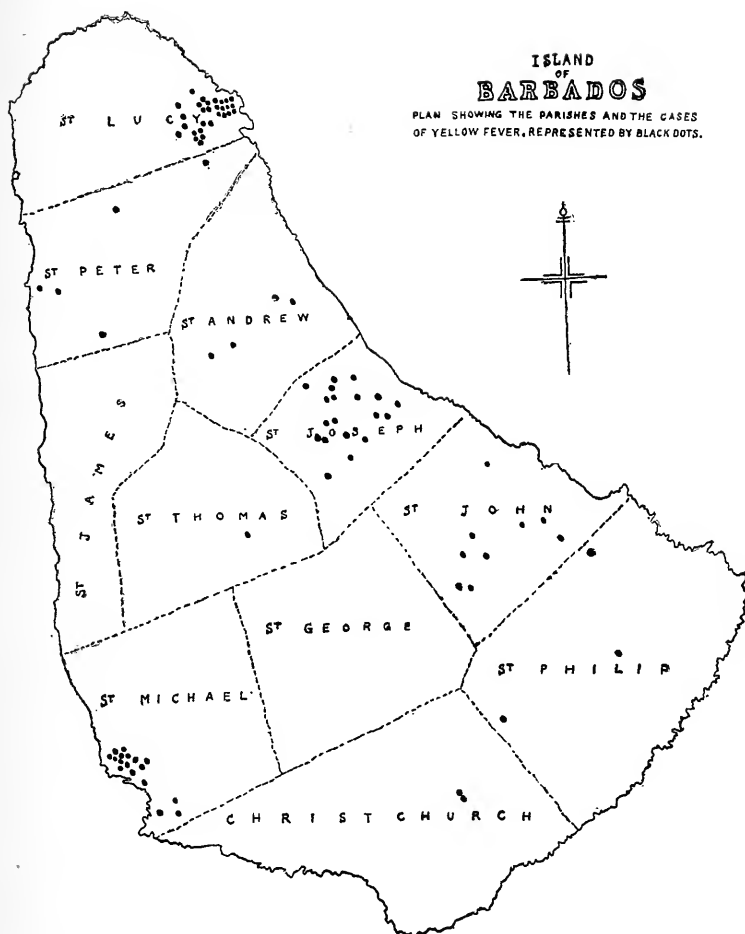 ISLAND
OF
BARBADOS
PLAN SHOWING THE PARISHES AND THE CASES
OF YELLOW FEVER, REPRESENTED BY BLACK DOTS.
ST LUCY
ST PETER
ST ANDREW
ST JAMES
ST JOSEPH
ST THOMAS
ST JOHN
ST GEORGE
ST PHILIP
ST MICHAEL
CHRIST CHURCH